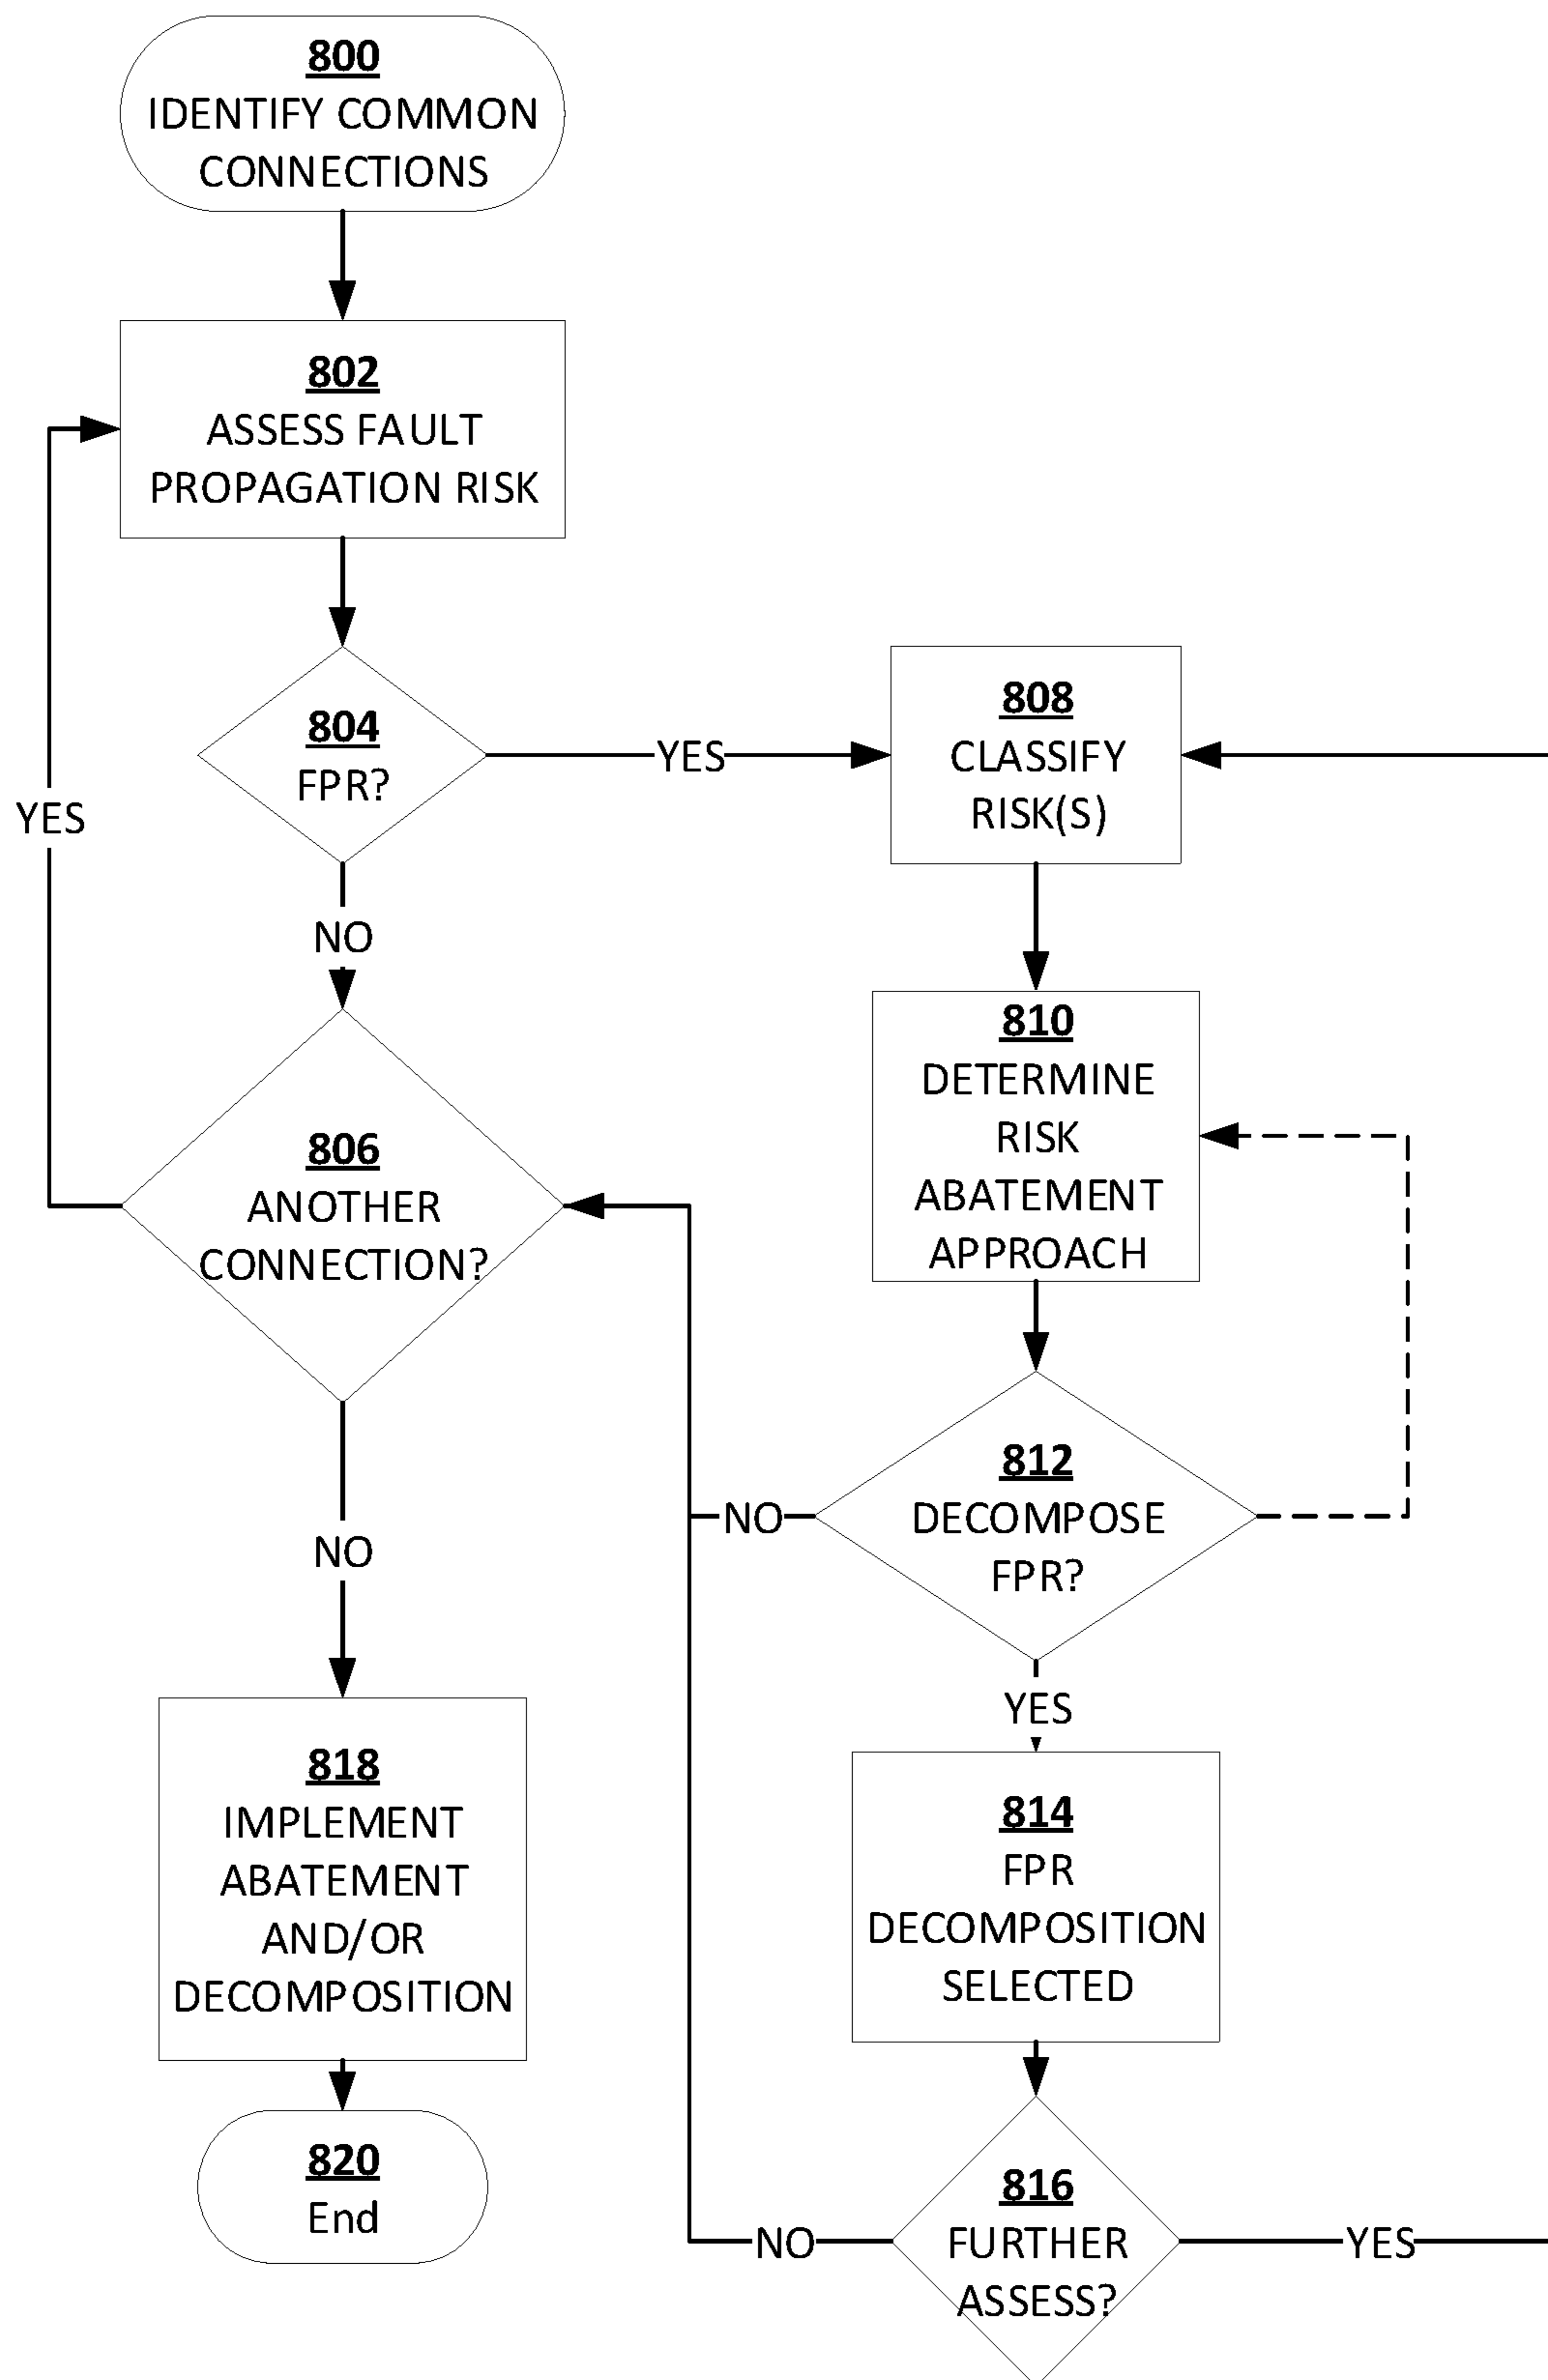 800
IDENTIFY COMMON
CONNECTIONS
802
ASSESS FAULT
PROPAGATION RISK
804
FPR?
YES
808
CLASSIFY
RISK(S)
YES
NO
810
DETERMINE
RISK
ABATEMENT
APPROACH
806
ANOTHER
CONNECTION?
812
DECOMPOSE
FPR?
NO
NO
YES
818
IMPLEMENT
ABATEMENT
AND/OR
DECOMPOSITION
814
FPR
DECOMPOSITION
SELECTED
820
End
816
FURTHER
ASSESS?
NO
YES